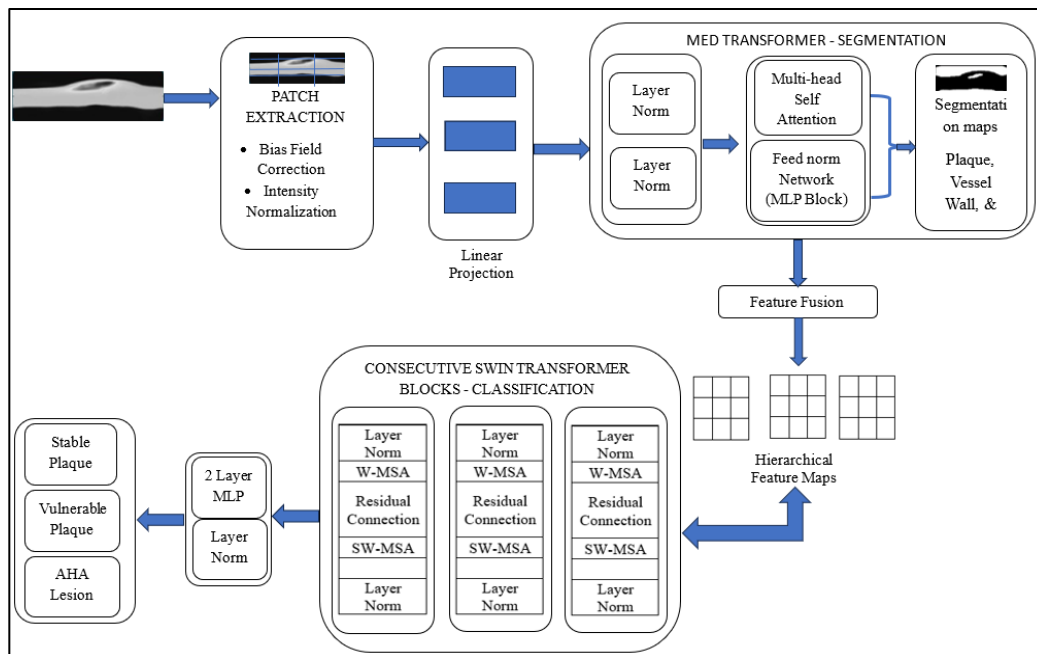 PATCH
EXTRACTION
• Bias Field
Correction
• Intensity
Normalization
Linear
Projection
MED TRANSFORMER - SEGMENTATION
Layer
Norm
Layer
Norm
Multi-head
Self
Attention
Feed norm
Network
(MLP Block)
Segmentati
on maps
Plaque,
Vessel
Wall, &
Feature Fusion
Hierarchical
Feature Maps
CONSECUTIVE SWIN TRANSFORMER
BLOCKS - CLASSIFICATION
Layer
Norm
W-MSA
Residual
Connection
SW-MSA
Layer
Norm
Layer
Norm
W-MSA
Residual
Connection
SW-MSA
Layer
Norm
Layer
Norm
W-MSA
Residual
Connection
SW-MSA
Layer
Norm
2 Layer
MLP
Layer
Norm
Stable
Plaque
Vulnerable
Plaque
AHA
Lesion